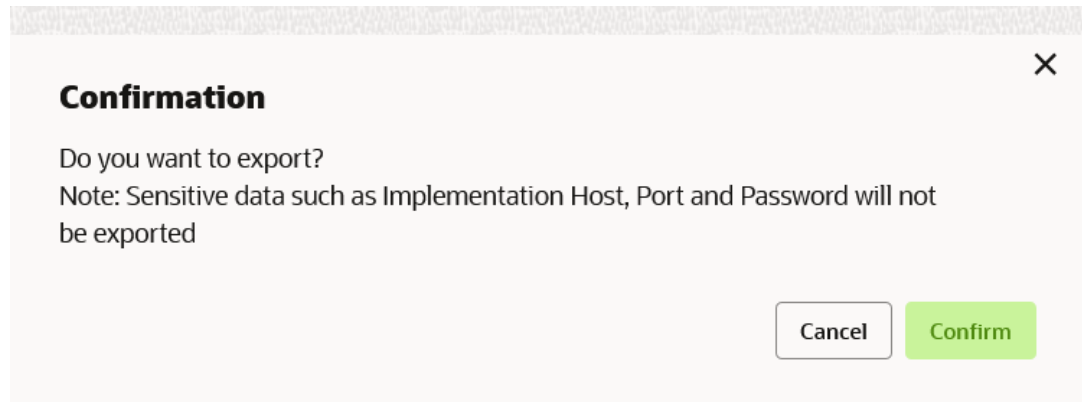 Confirmation
Do you want to export?
Note: Sensitive data such as Implementation Host, Port and Password will not
be exported
Cancel Confirm